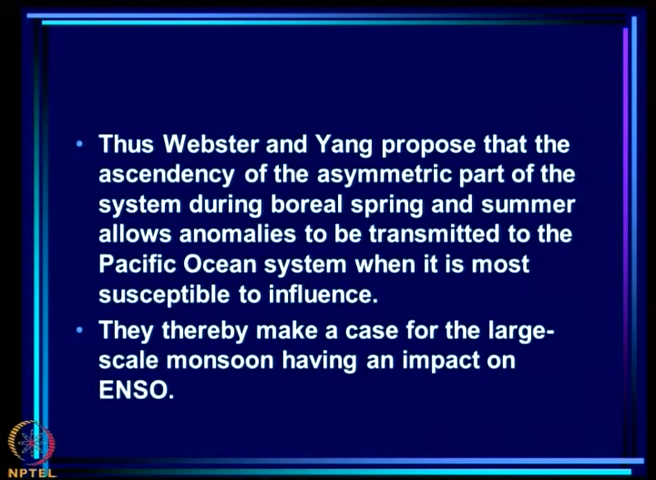 • Thus Webster and Yang propose that the
ascendency of the asymmetric part of the
system during boreal spring and summer
allows anomalies to be transmitted to the
Pacific Ocean system when it is most
susceptible to influence.
• They thereby make a case for the large-
scale monsoon having an impact on
ENSO.
NPTEL